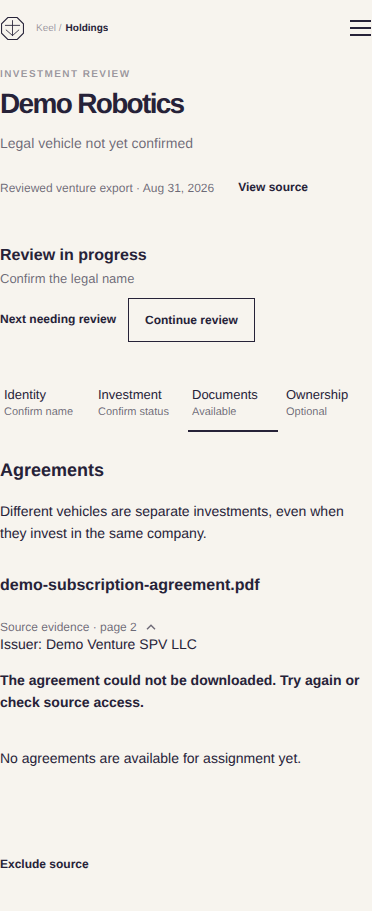 Keel / Holdings
INVESTMENT REVIEW
Demo Robotics
Legal vehicle not yet confirmed
Reviewed venture export · Aug 31, 2026 View source
Review in progress
Confirm the legal name
Next needing review Continue review
Identity Investment Documents Ownership
Confirm name Confirm status Available Optional
Agreements
Different vehicles are separate investments, even when
they invest in the same company.
demo-subscription-agreement.pdf
Source evidence · page 2
Issuer: Demo Venture SPV LLC
The agreement could not be downloaded. Try again or
check source access.
No agreements are available for assignment yet.
Exclude source